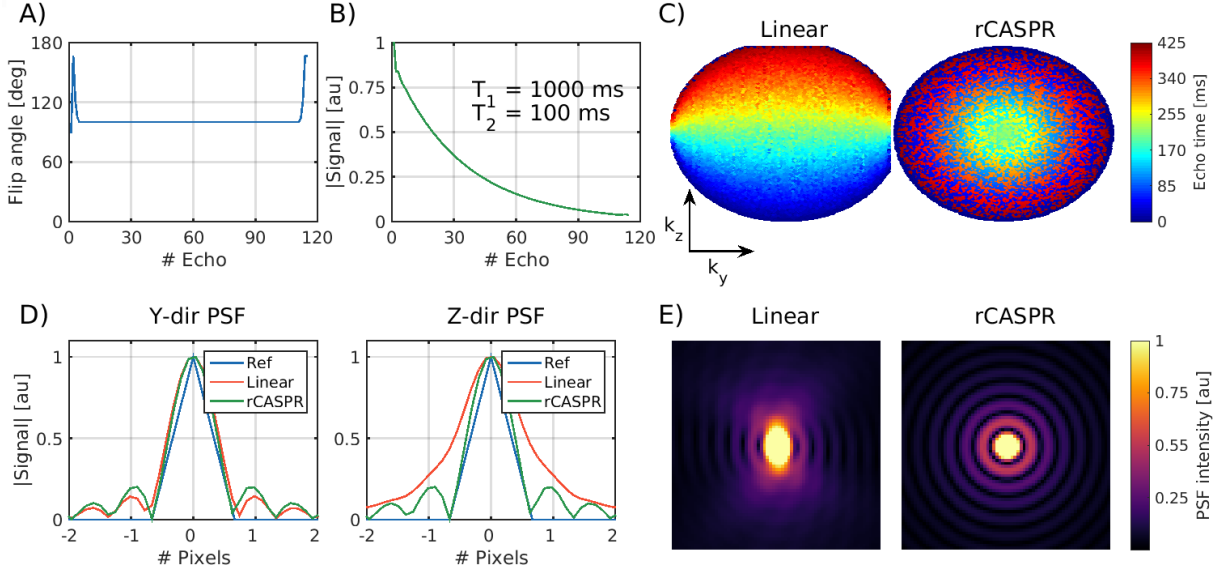 A)
180
120
60
0
0 30 60 90 120
Flip angle [deg]
# Echo
B)
1
0.75
0.5
0.25
0
0 30 60 90 120
|Signal| [au]
# Echo
T1 = 1000 ms
T2 = 100 ms
C)
Linear
rCASPR
kz
ky
425
340
255
170
85
0
Echo time [ms]
D)
Y-dir PSF
1
0.5
0
-2 -1 0 1 2
|Signal| [au]
# Pixels
Ref
Linear
rCASPR
Z-dir PSF
1
0.5
0
-2 -1 0 1 2
# Pixels
Ref
Linear
rCASPR
E)
Linear
rCASPR
1
0.75
0.55
0.25
PSF intensity [au]